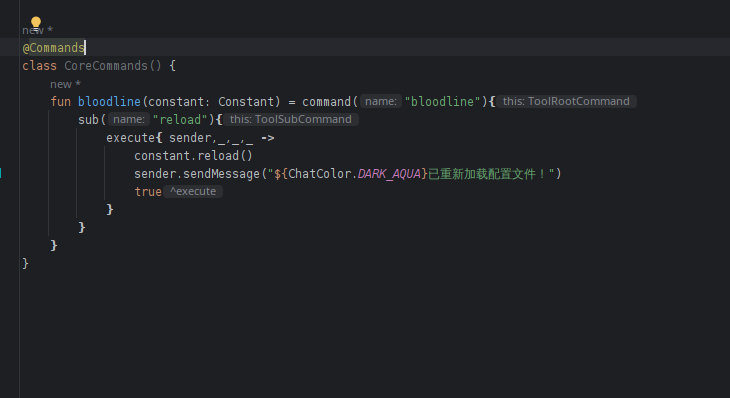 new *
@Commands
class CoreCommands() {
new *
fun bloodline(constant: Constant) = command( name: "bloodline"){ this: ToolRootCommand
sub( name: "reload"){ this: ToolSubCommand
execute{ sender,_,_,_ ->
constant.reload()
sender.sendMessage("${ChatColor.DARK_AQUA}已重新加载配置文件！")
true ^execute
}
}
}
}